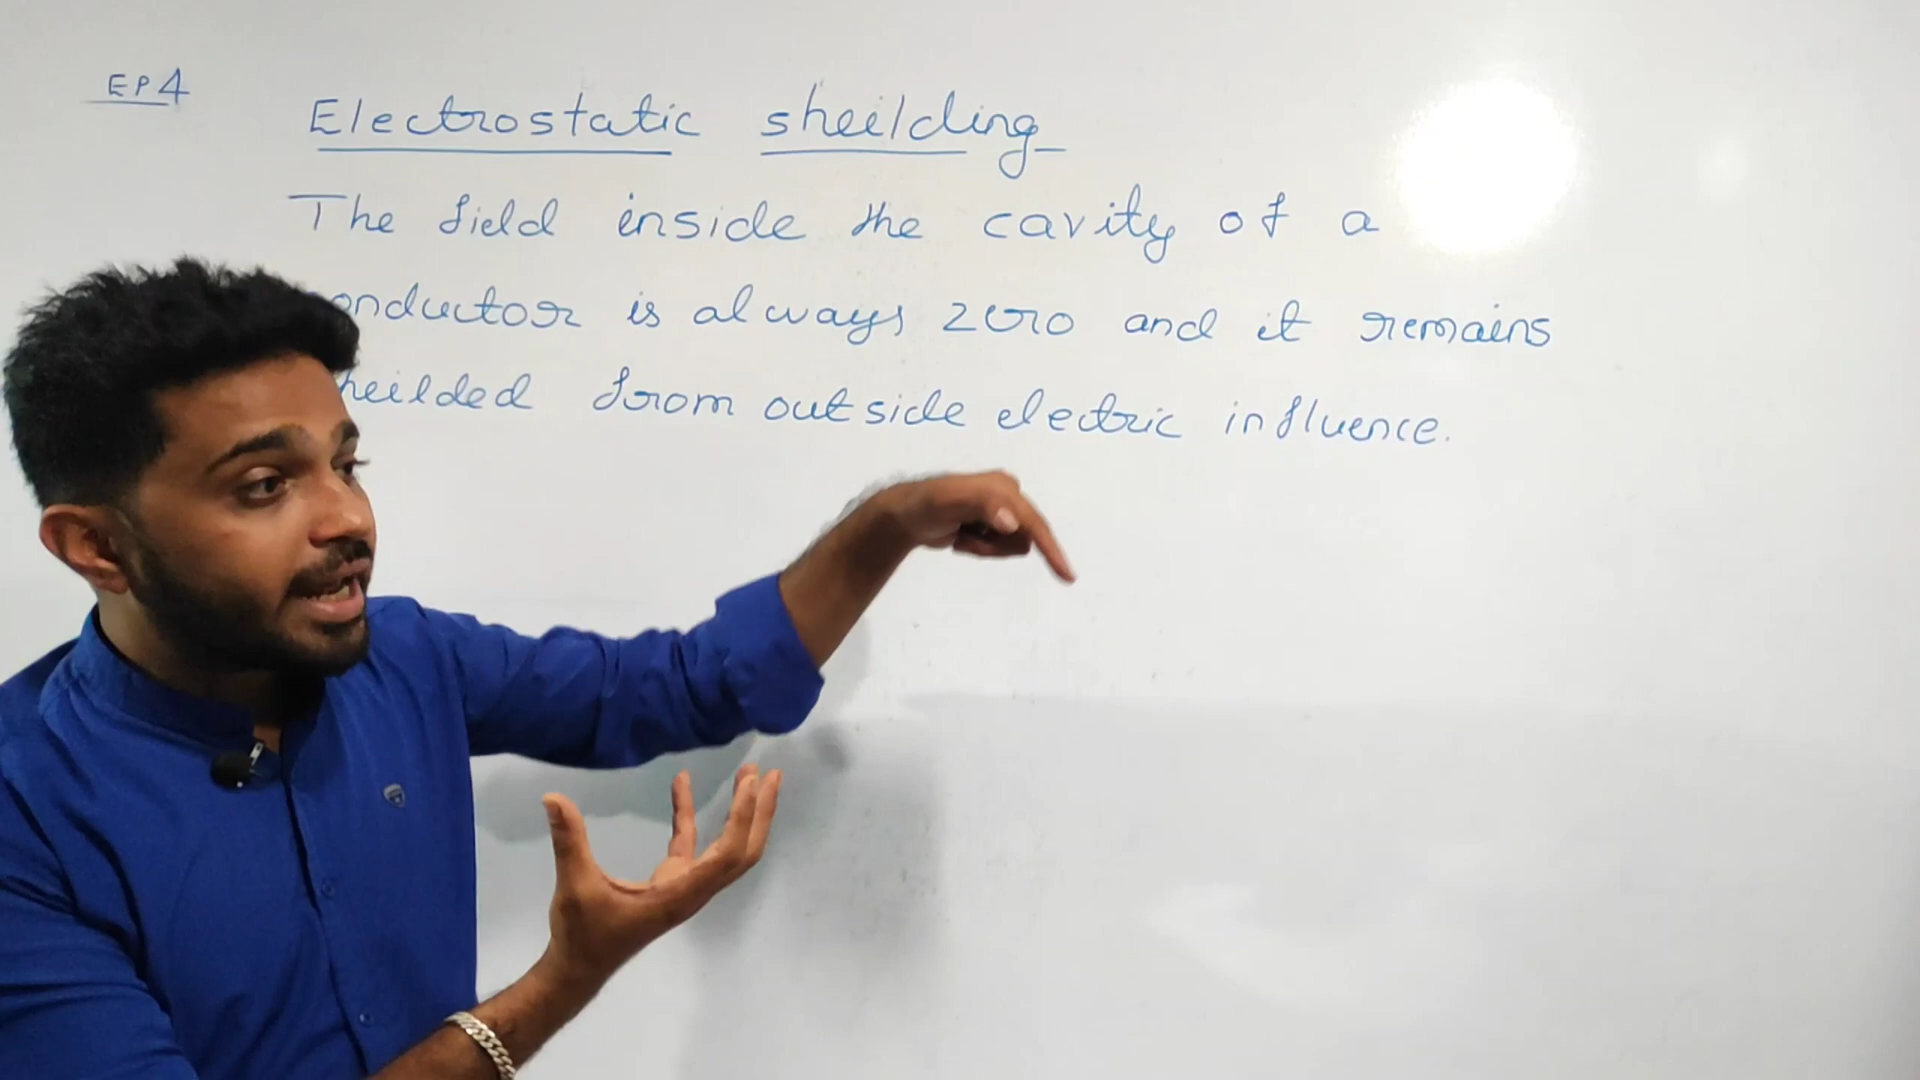 EP4
Electrostatic sheilding
The field inside the cavity of a
onductor is always zero and it remains
heilded from outside electric influence.